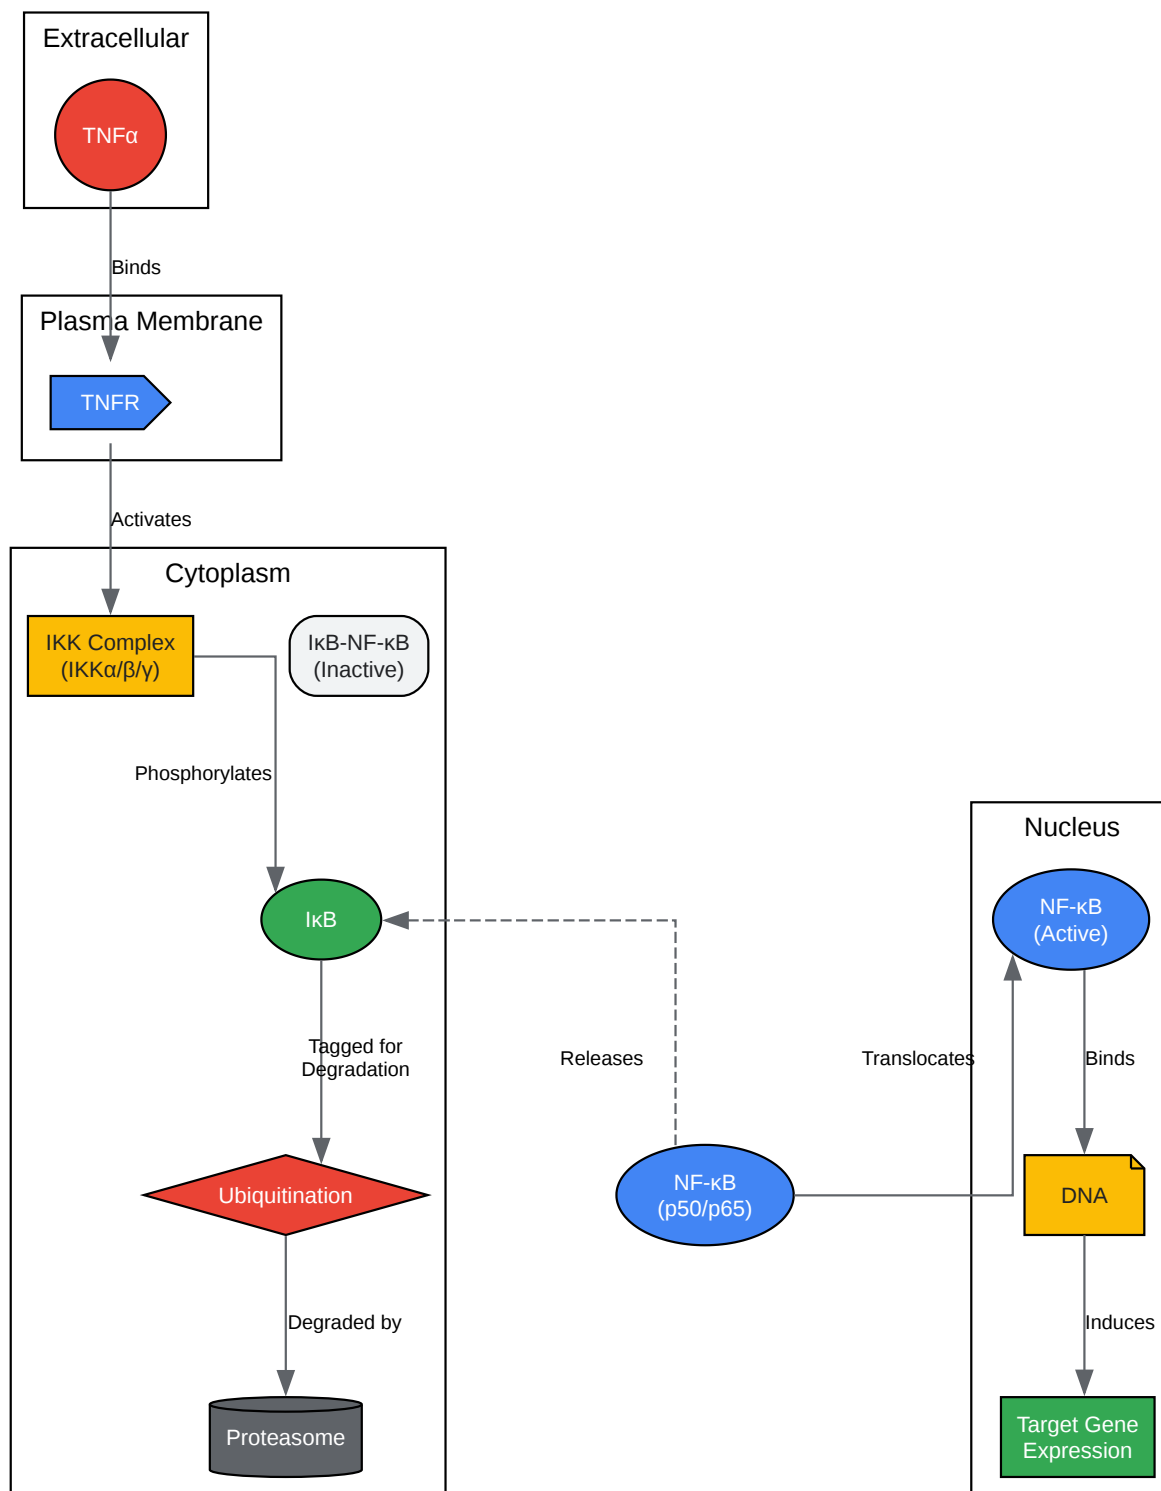 Extracellular
TNFα
Binds
Plasma Membrane
TNFR
Activates
Cytoplasm
IKK Complex
(IKKα/β/γ)
IκB-NF-κB
(Inactive)
Phosphorylates
IκB
Tagged for
Degradation
Ubiquitination
Degraded by
Proteasome
Releases
NF-κB
(p50/p65)
Translocates
Nucleus
NF-κB
(Active)
Binds
DNA
Induces
Target Gene
Expression